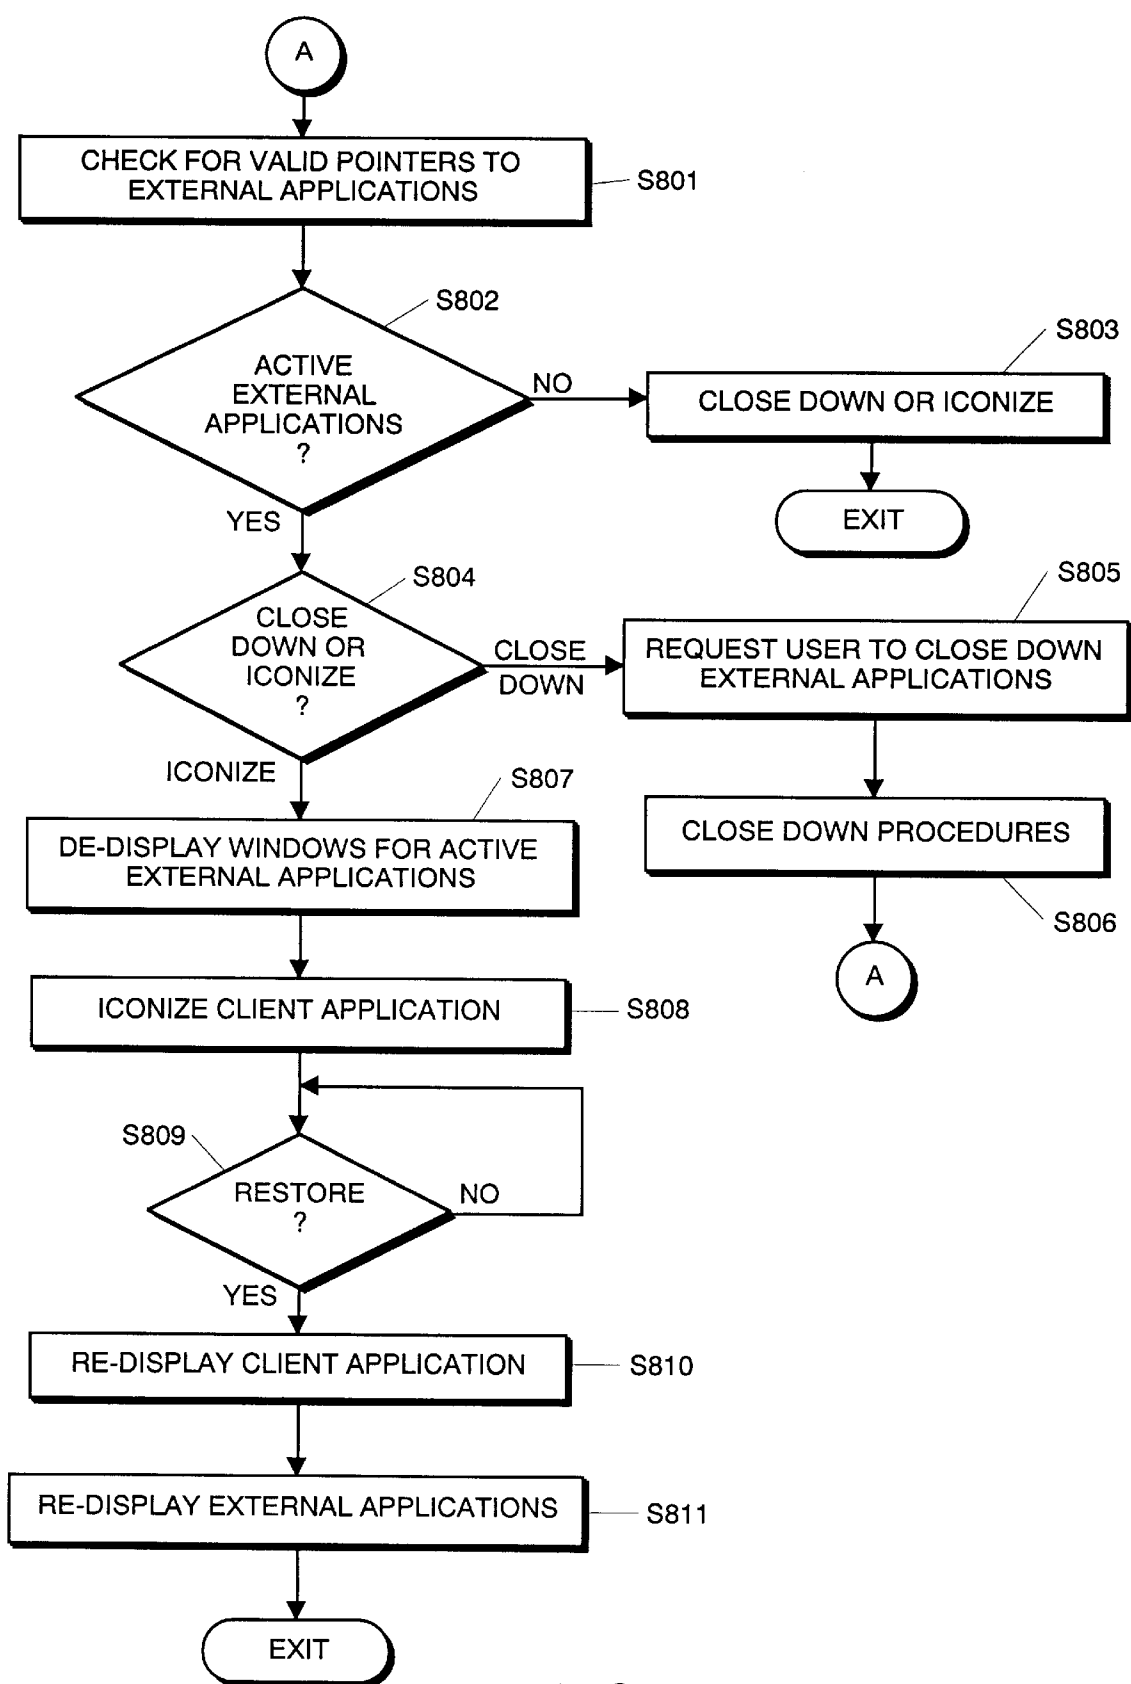 A
CHECK FOR VALID POINTERS TO
EXTERNAL APPLICATIONS
S801
S802
ACTIVE
EXTERNAL
APPLICATIONS
?
NO
S803
CLOSE DOWN OR ICONIZE
EXIT
YES
S804
CLOSE
DOWN OR
ICONIZE
?
CLOSE
DOWN
S805
REQUEST USER TO CLOSE DOWN
EXTERNAL APPLICATIONS
CLOSE DOWN PROCEDURES
S806
A
ICONIZE
S807
DE-DISPLAY WINDOWS FOR ACTIVE
EXTERNAL APPLICATIONS
ICONIZE CLIENT APPLICATION
S808
S809
RESTORE
?
NO
YES
RE-DISPLAY CLIENT APPLICATION
S810
RE-DISPLAY EXTERNAL APPLICATIONS
S811
EXIT